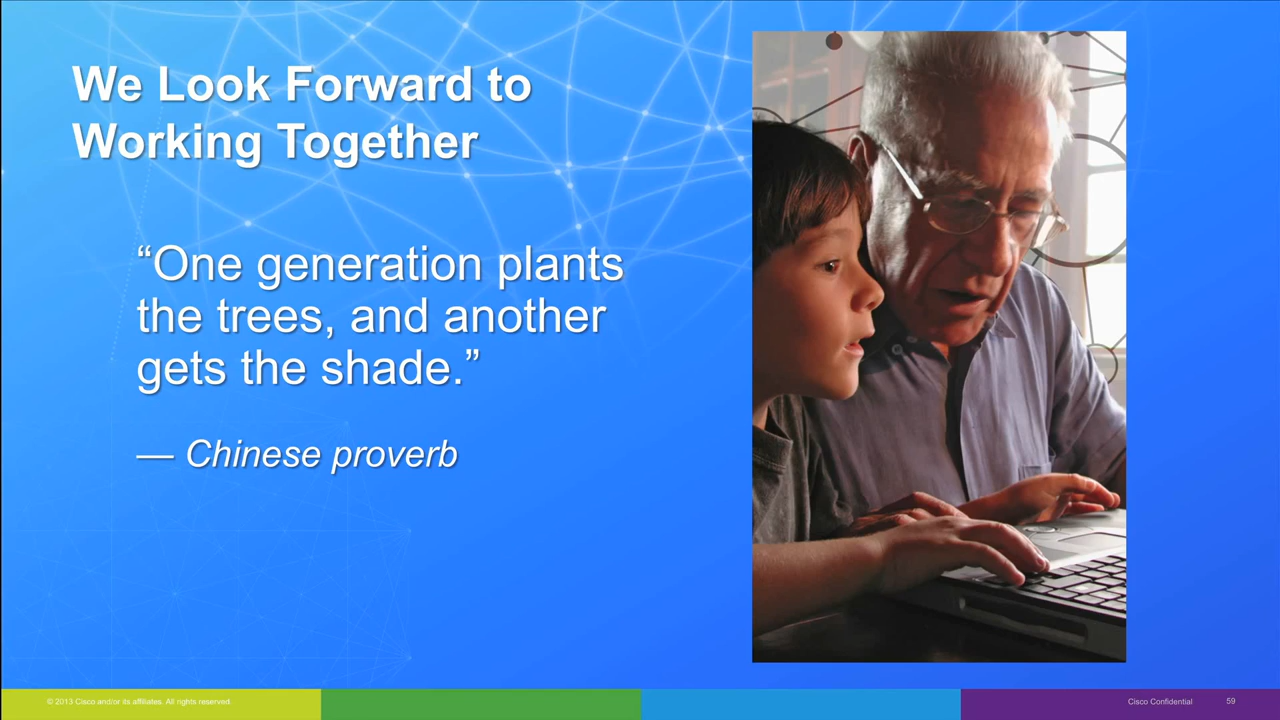 We Look Forward to
Working Together
“One generation plants
the trees, and another
gets the shade.”
— Chinese proverb
© 2013 Cisco and/or its affiliates. All rights reserved.
Cisco Confidential
59